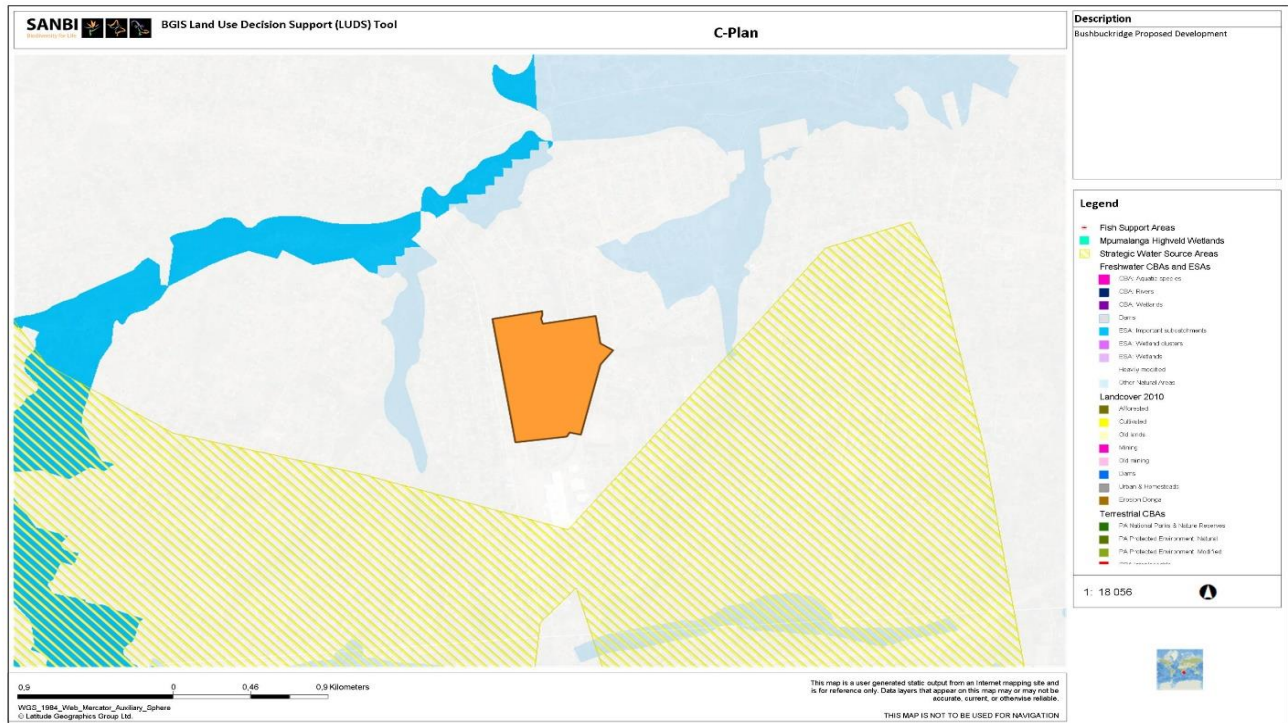 SANBI
Biodiversity for Life
BGIS Land Use Decision Support (LUDS) Tool
C-Plan
Description
Bushbuckridge Proposed Development
Legend
Fish Support Areas
Mpumalanga Highveld Wetlands
Strategic Water Source Areas
Freshwater CBAs and ESAs
CBA: Aquatic species
CBA: Rivers
CBA: Wetlands
Dams
ESA: Important subcatchments
ESA: Wetland clusters
ESA: Wetlands
Heavily modified
Other Natural Areas
Landcover 2010
Afforested
Cultivated
Old lands
Mining
Old mining
Dams
Urban & Homesteads
Erosion Donga
Terrestrial CBAs
PA National Parks & Nature Reserves
PA Protected Environment: Natural
PA Protected Environment: Modified
1: 18 056
0,9 0 0,46 0,9 Kilometers
WGS_1984_Web_Mercator_Auxiliary_Sphere
© Latitude Geographics Group Ltd.
This map is a user generated static output from an Internet mapping site and
is for reference only. Data layers that appear on this map may or may not be
accurate, current, or otherwise reliable.
THIS MAP IS NOT TO BE USED FOR NAVIGATION